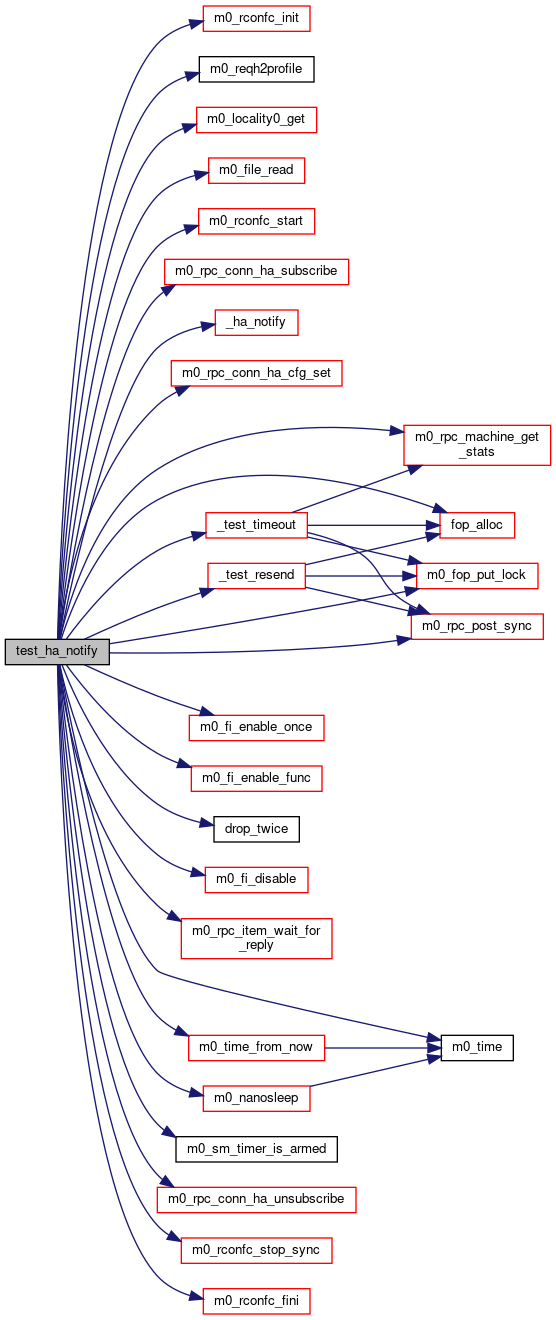 m0_rconfc_init
m0_reqh2profile
m0_locality0_get
m0_file_read
m0_rconfc_start
m0_rpc_conn_ha_subscribe
_ha_notify
m0_rpc_conn_ha_cfg_set
m0_rpc_machine_get
_stats
_test_timeout
fop_alloc
_test_resend
m0_fop_put_lock
m0_rpc_post_sync
test_ha_notify
m0_fi_enable_once
m0_fi_enable_func
drop_twice
m0_fi_disable
m0_rpc_item_wait_for
_reply
m0_time_from_now
m0_time
m0_nanosleep
m0_sm_timer_is_armed
m0_rpc_conn_ha_unsubscribe
m0_rconfc_stop_sync
m0_rconfc_fini